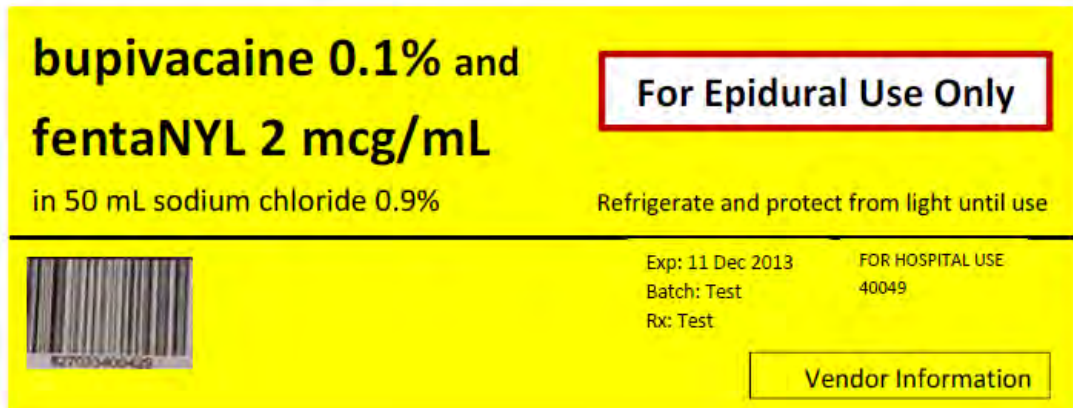 bupivacaine 0.1% and
fentaNYL 2 mcg/mL
in 50 mL sodium chloride 0.9%
For Epidural Use Only
Refrigerate and protect from light until use
Exp: 11 Dec 2013
Batch: Test
Rx: Test
FOR HOSPITAL USE
40049
Vendor Information